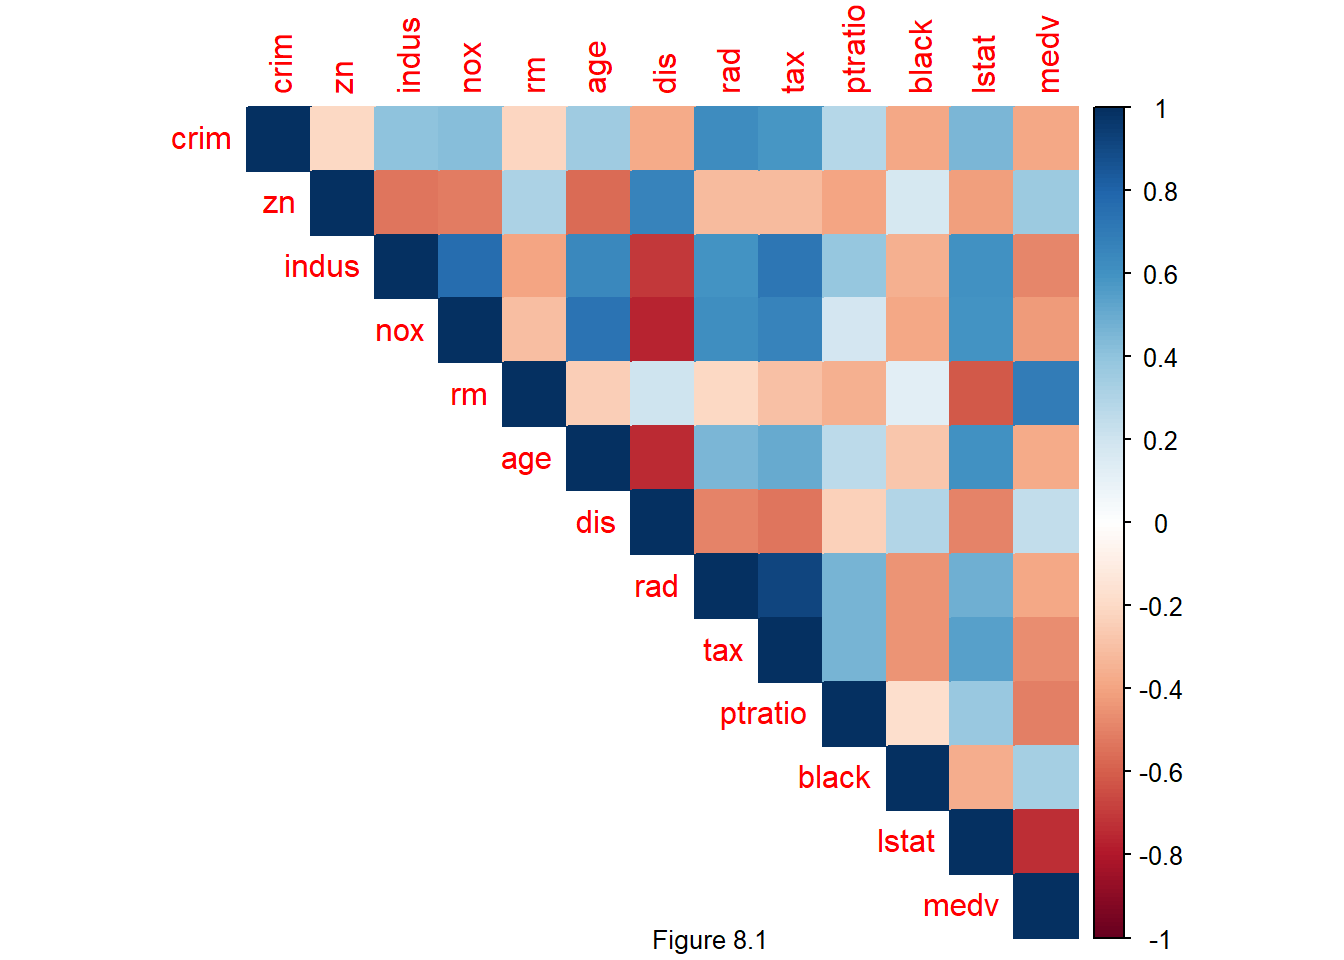 crim zn indus nox rm age dis rad tax ptratio black lstat medv
crim
zn
indus
nox
rm
age
dis
rad
tax
ptratio
black
lstat
medv
1
0.8
0.6
0.4
0.2
0
-0.2
-0.4
-0.6
-0.8
-1
Figure 8.1